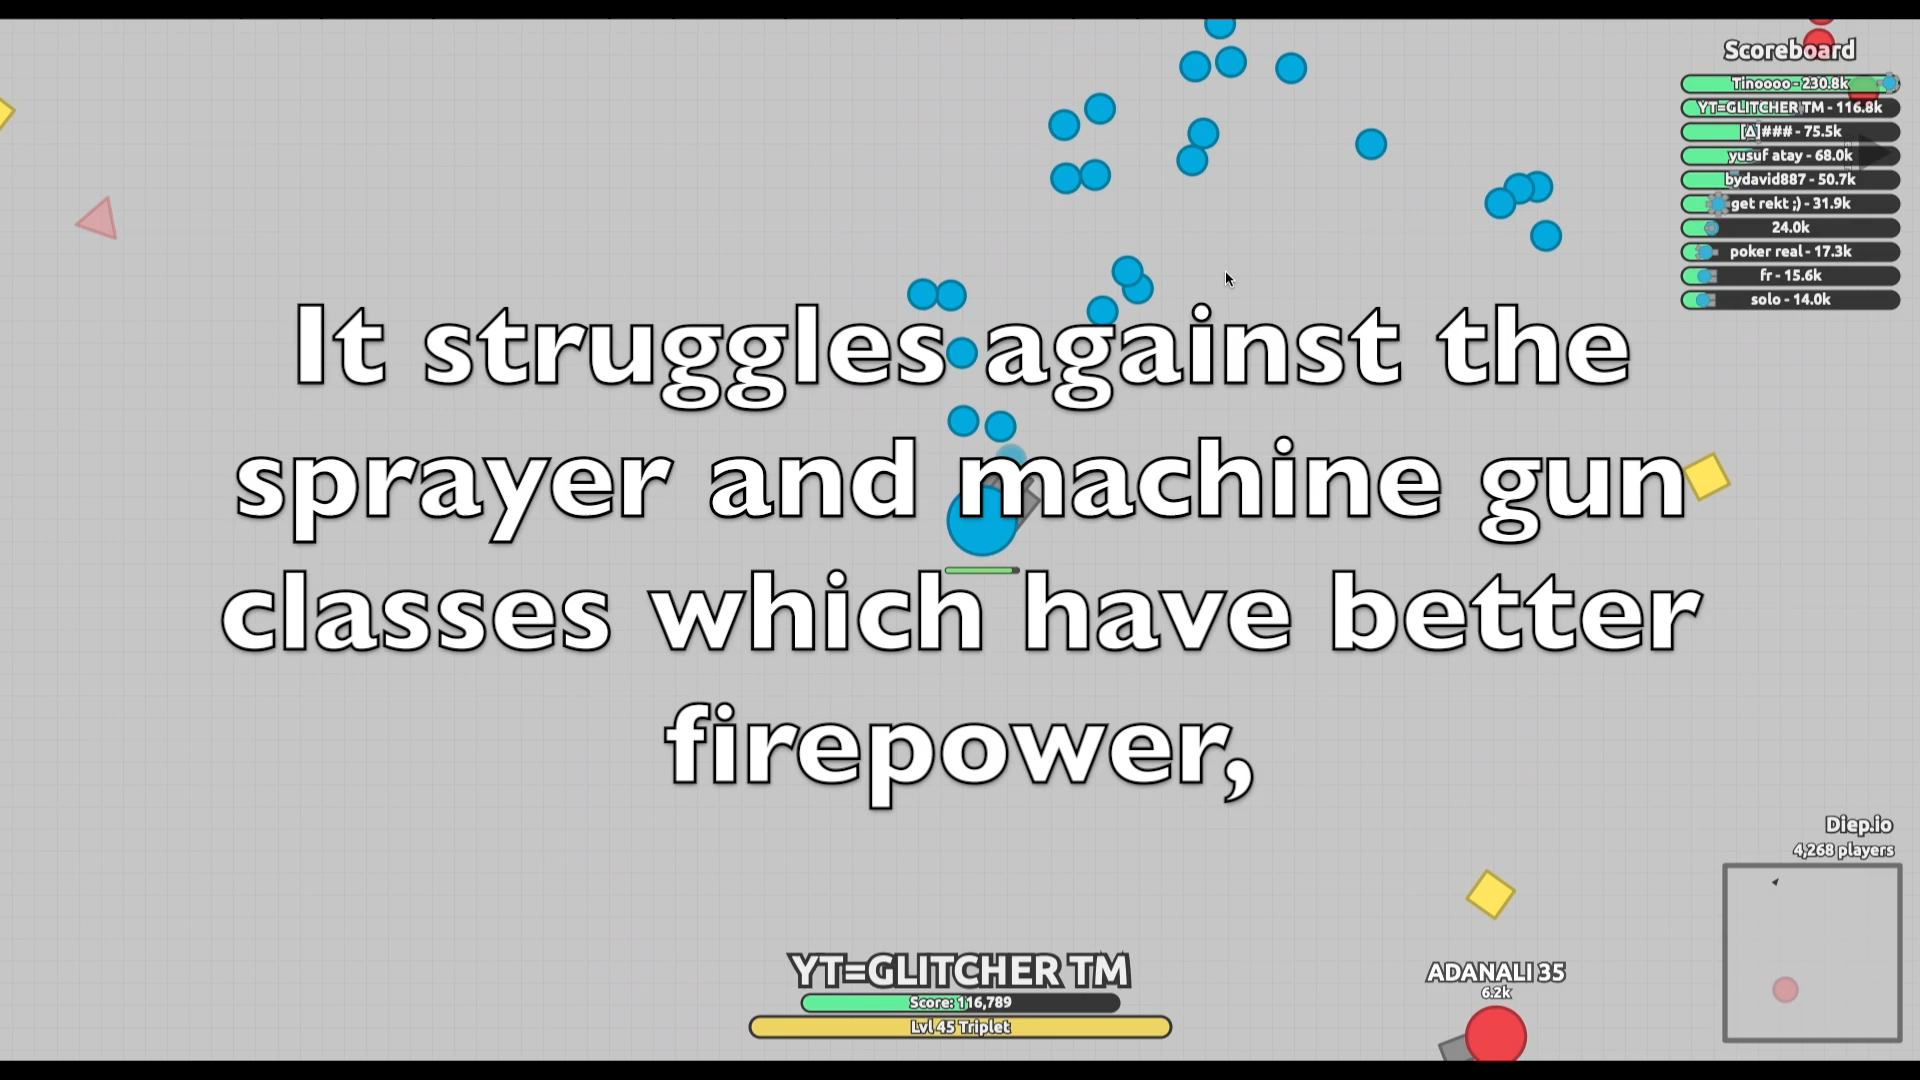 Scoreboard
Tinoooo - 230.8k
YT=GLITCHER TM - 116.8k
[Δ]### - 75.5k
yusuf atay - 68.0k
bydavid887 - 50.7k
get rekt ;) - 31.9k
24.0k
poker real - 17.3k
fr - 15.6k
solo - 14.0k
It struggles against the
sprayer and machine gun
classes which have better
firepower,
Diep.io
4,268 players
YT=GLITCHER TM
Score: 116,789
Lvl 45 Triplet
ADANALI 35
6.2k